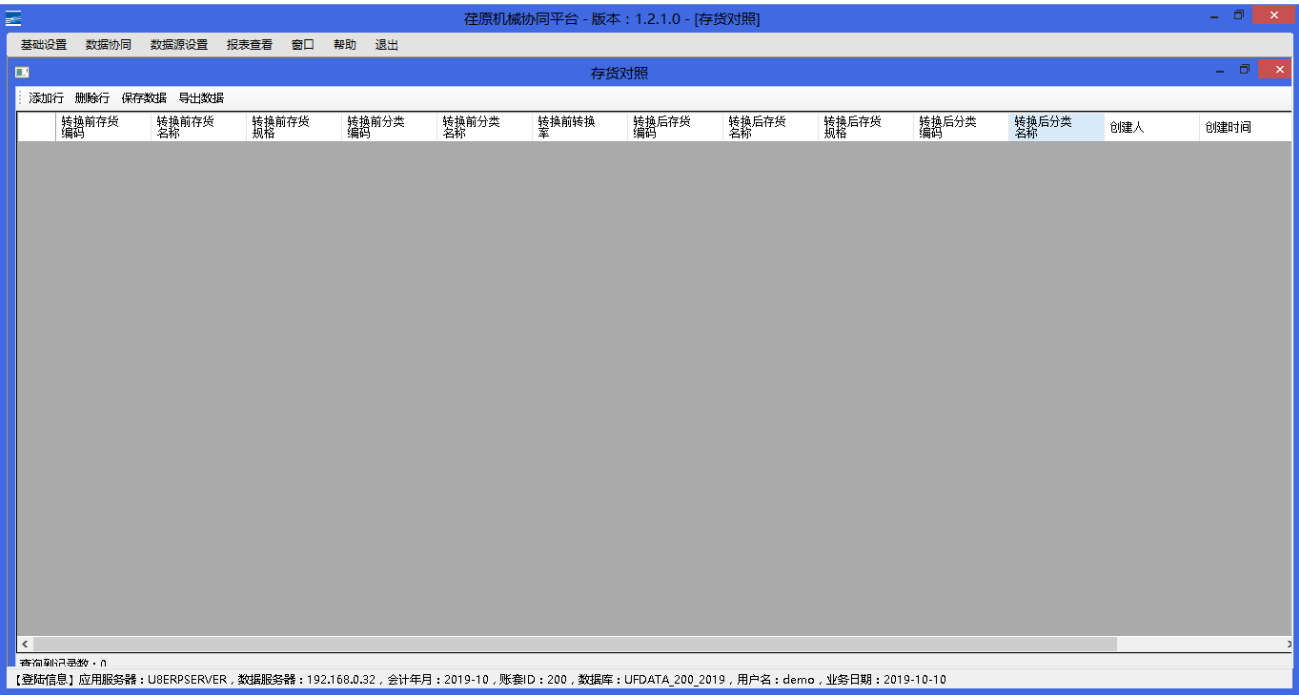 荏原机械协同平台 - 版本：1.2.1.0 - [存货对照]
基础设置 数据协同 数据源设置 报表查看 窗口 帮助 退出
存货对照
添加行 删除行 保存数据 导出数据
转换前存货编码 转换前存货名称 转换前存货规格 转换前分类编码 转换前分类名称 转换前转换率 转换后存货编码 转换后存货名称 转换后存货规格 转换后分类编码 转换后分类名称 创建人 创建时间
查询到记录数：0
【登陆信息】应用服务器：U8ERPSERVER，数据服务器：192.168.0.32，会计年月：2019-10，账套ID：200，数据库：UFDATA_200_2019，用户名：demo，业务日期：2019-10-10